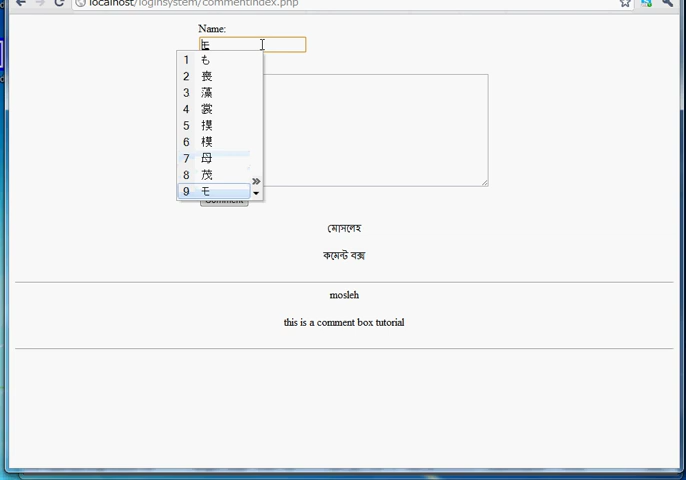 localhost/loginsystem/commentindex.php
Name:
モ
1 も
2 喪
3 藻
4 裳
5 摸
6 模
7 母
8 茂
9 モ
Comment
মোসলেহ
কমেন্ট বক্স
mosleh
this is a comment box tutorial